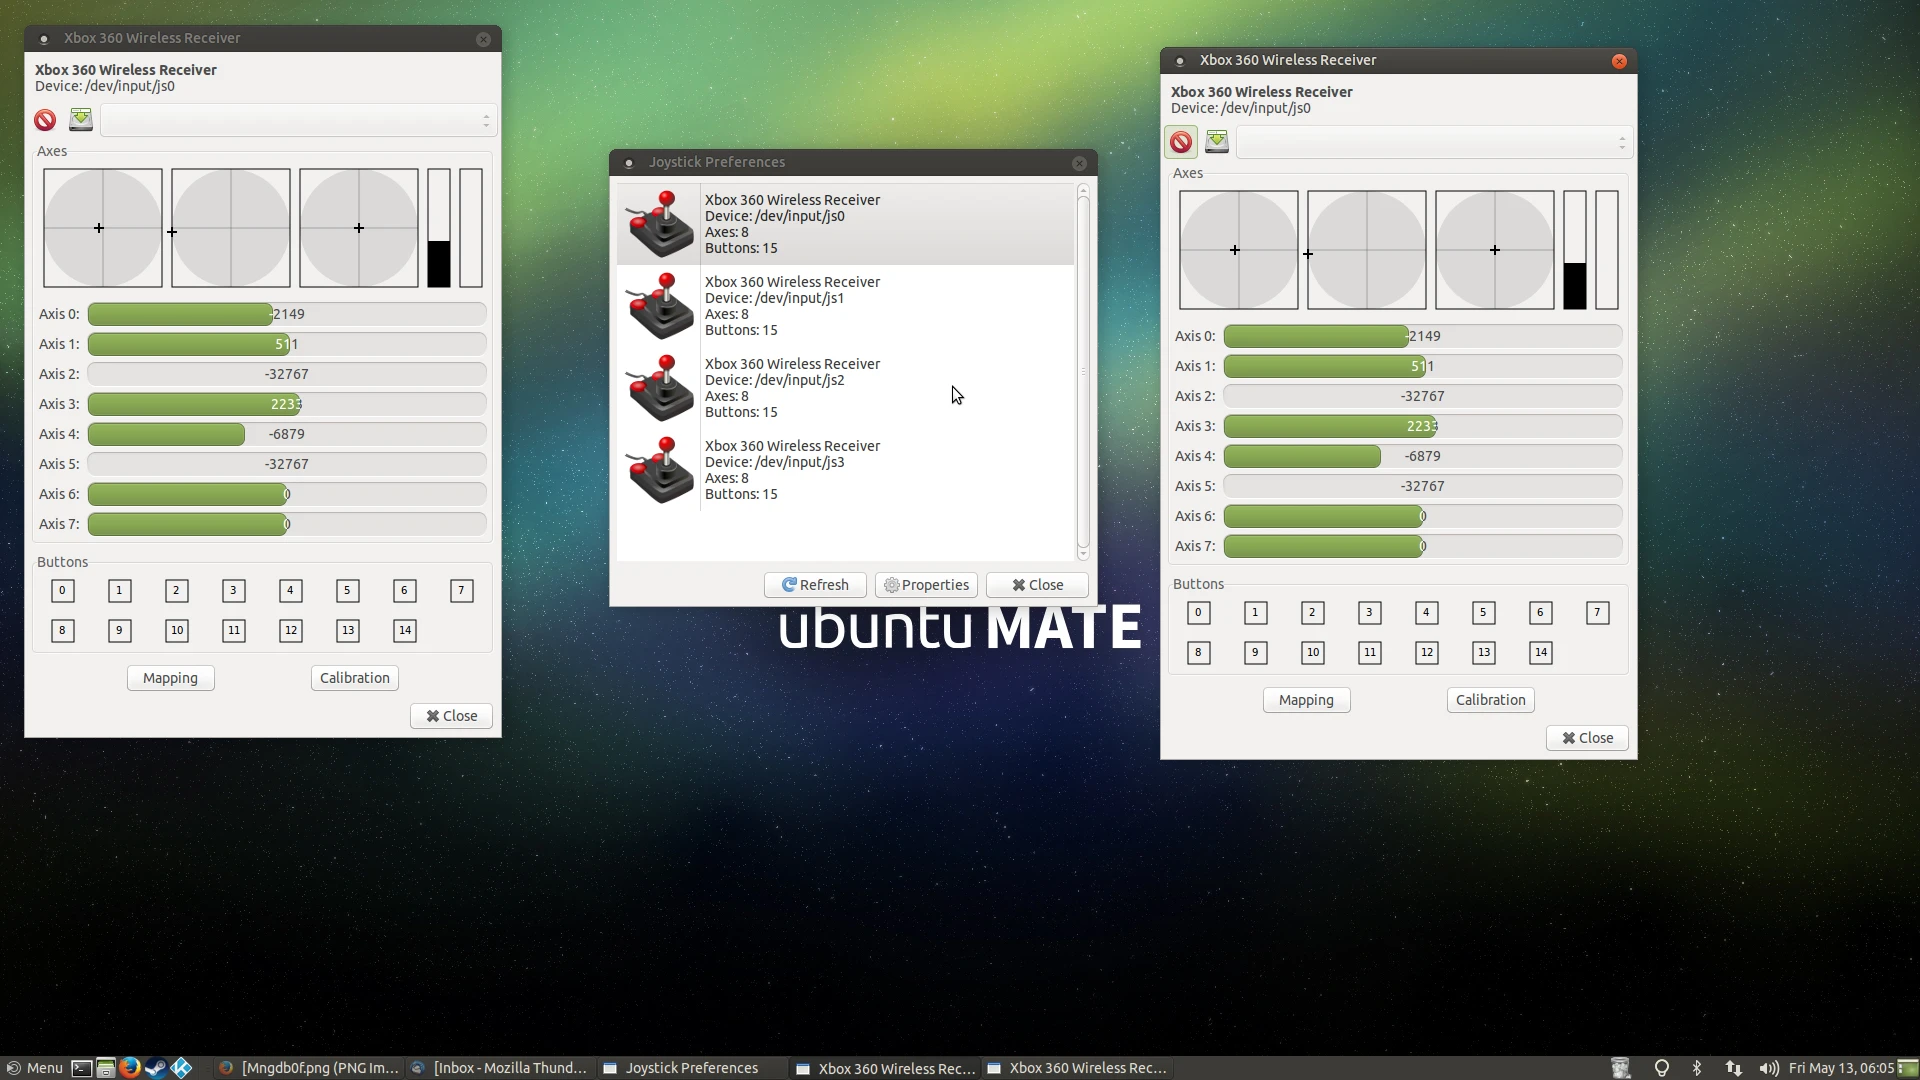 Xbox 360 Wireless Receiver
Xbox 360 Wireless Receiver
Device: /dev/input/js0
Axes
Axis 0: -2149
Axis 1: 511
Axis 2: -32767
Axis 3: 2233
Axis 4: -6879
Axis 5: -32767
Axis 6: 0
Axis 7: 0
Buttons
0 1 2 3 4 5 6 7
8 9 10 11 12 13 14
Mapping Calibration
Close
Joystick Preferences
Xbox 360 Wireless Receiver
Device: /dev/input/js0
Axes: 8
Buttons: 15
Xbox 360 Wireless Receiver
Device: /dev/input/js1
Axes: 8
Buttons: 15
Xbox 360 Wireless Receiver
Device: /dev/input/js2
Axes: 8
Buttons: 15
Xbox 360 Wireless Receiver
Device: /dev/input/js3
Axes: 8
Buttons: 15
Refresh Properties Close
ubuntu MATE
Xbox 360 Wireless Receiver
Xbox 360 Wireless Receiver
Device: /dev/input/js0
Axes
Axis 0: -2149
Axis 1: 511
Axis 2: -32767
Axis 3: 2233
Axis 4: -6879
Axis 5: -32767
Axis 6: 0
Axis 7: 0
Buttons
0 1 2 3 4 5 6 7
8 9 10 11 12 13 14
Mapping Calibration
Close
Menu [Mngdb0f.png (PNG Im... [Inbox - Mozilla Thund... Joystick Preferences Xbox 360 Wireless Rec... Xbox 360 Wireless Rec... Fri May 13, 06:05